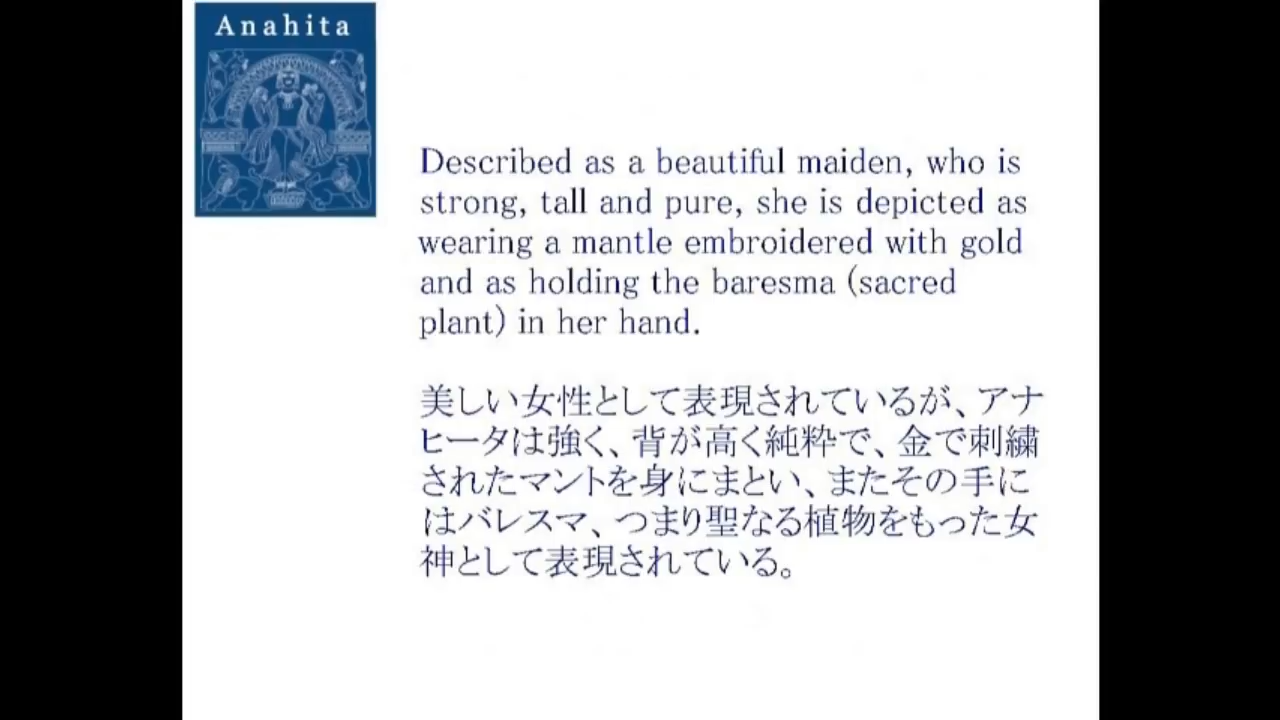 Anahita
Described as a beautiful maiden, who is
strong, tall and pure, she is depicted as
wearing a mantle embroidered with gold
and as holding the baresma (sacred
plant) in her hand.
美しい女性として表現されているが、アナ
ヒータは強く、背が高く純粋で、金で刺繍
されたマントを身にまとい、またその手に
はバレスマ、つまり聖なる植物をもった女
神として表現されている。